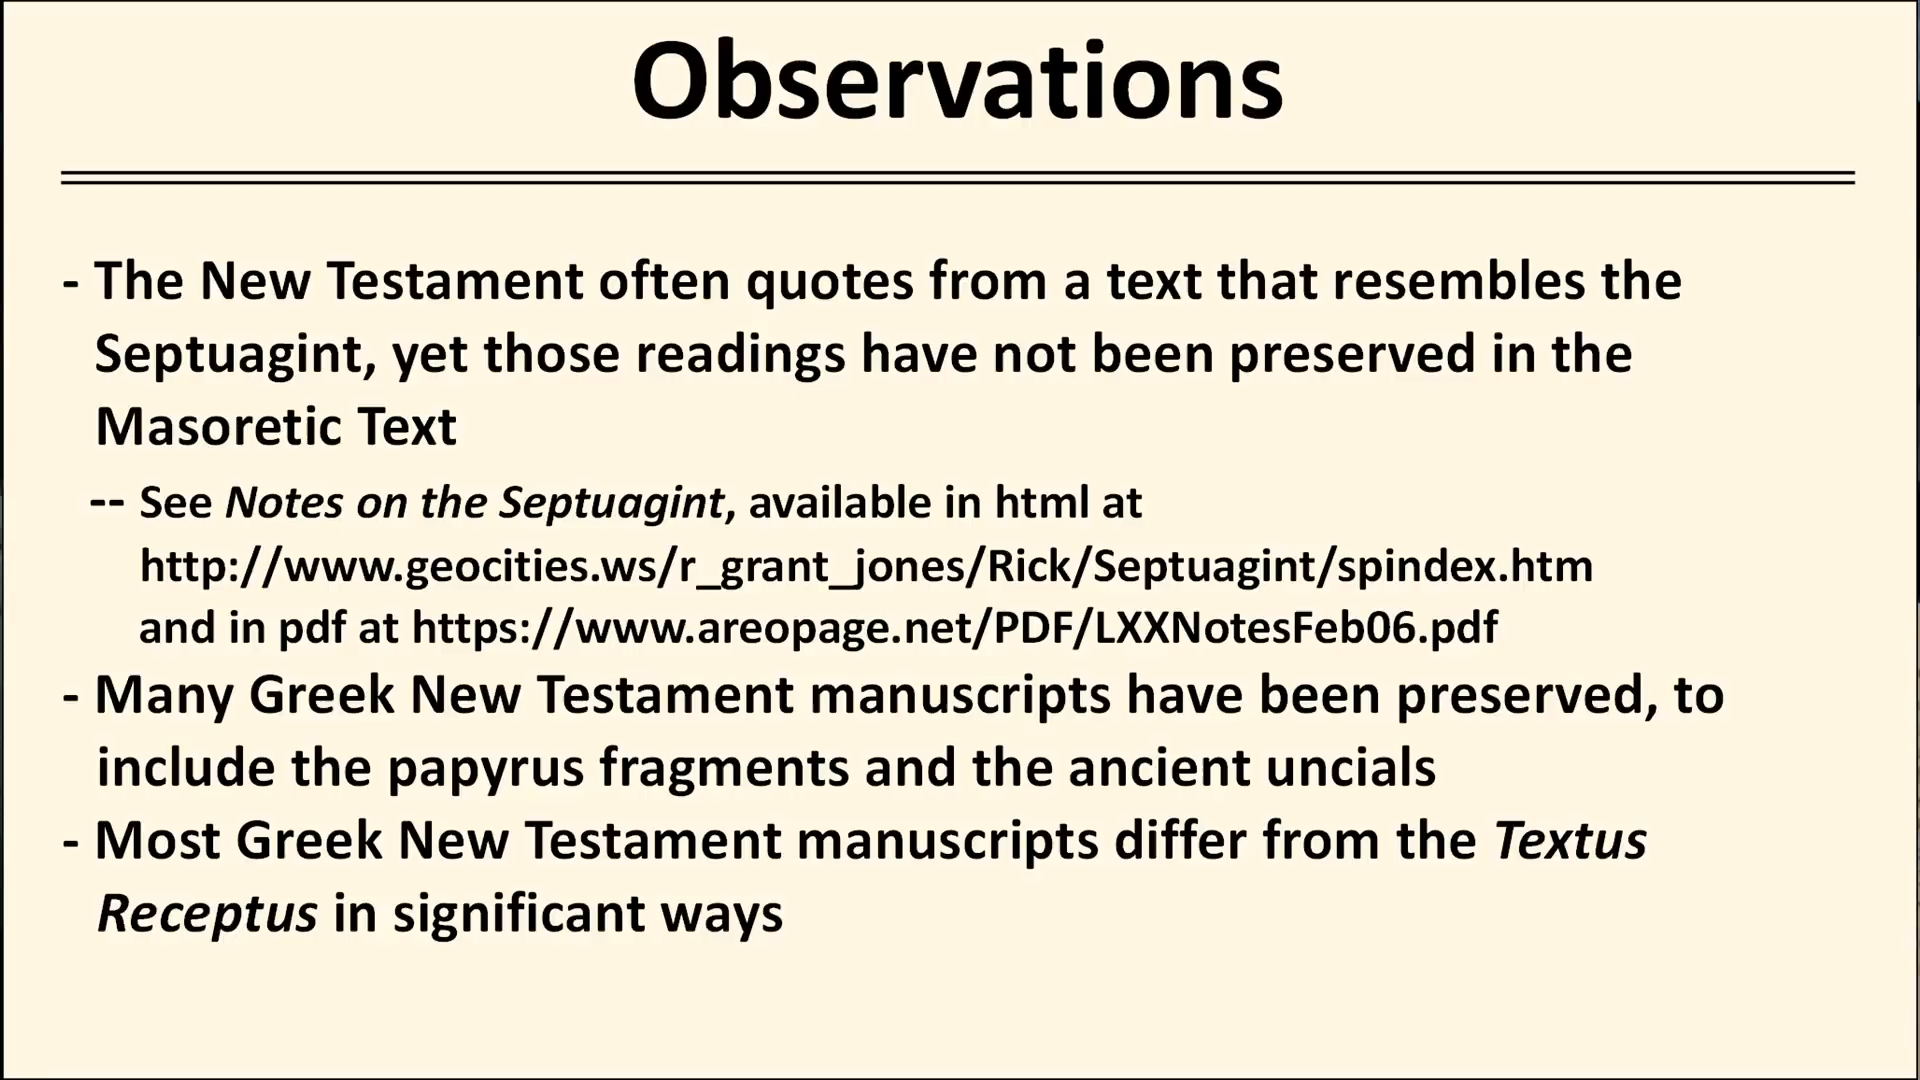 Observations
- The New Testament often quotes from a text that resembles the
Septuagint, yet those readings have not been preserved in the
Masoretic Text
-- See Notes on the Septuagint, available in html at
http://www.geocities.ws/r_grant_jones/Rick/Septuagint/spindex.htm
and in pdf at https://www.areopage.net/PDF/LXXNotesFeb06.pdf
- Many Greek New Testament manuscripts have been preserved, to
include the papyrus fragments and the ancient uncials
- Most Greek New Testament manuscripts differ from the Textus
Receptus in significant ways